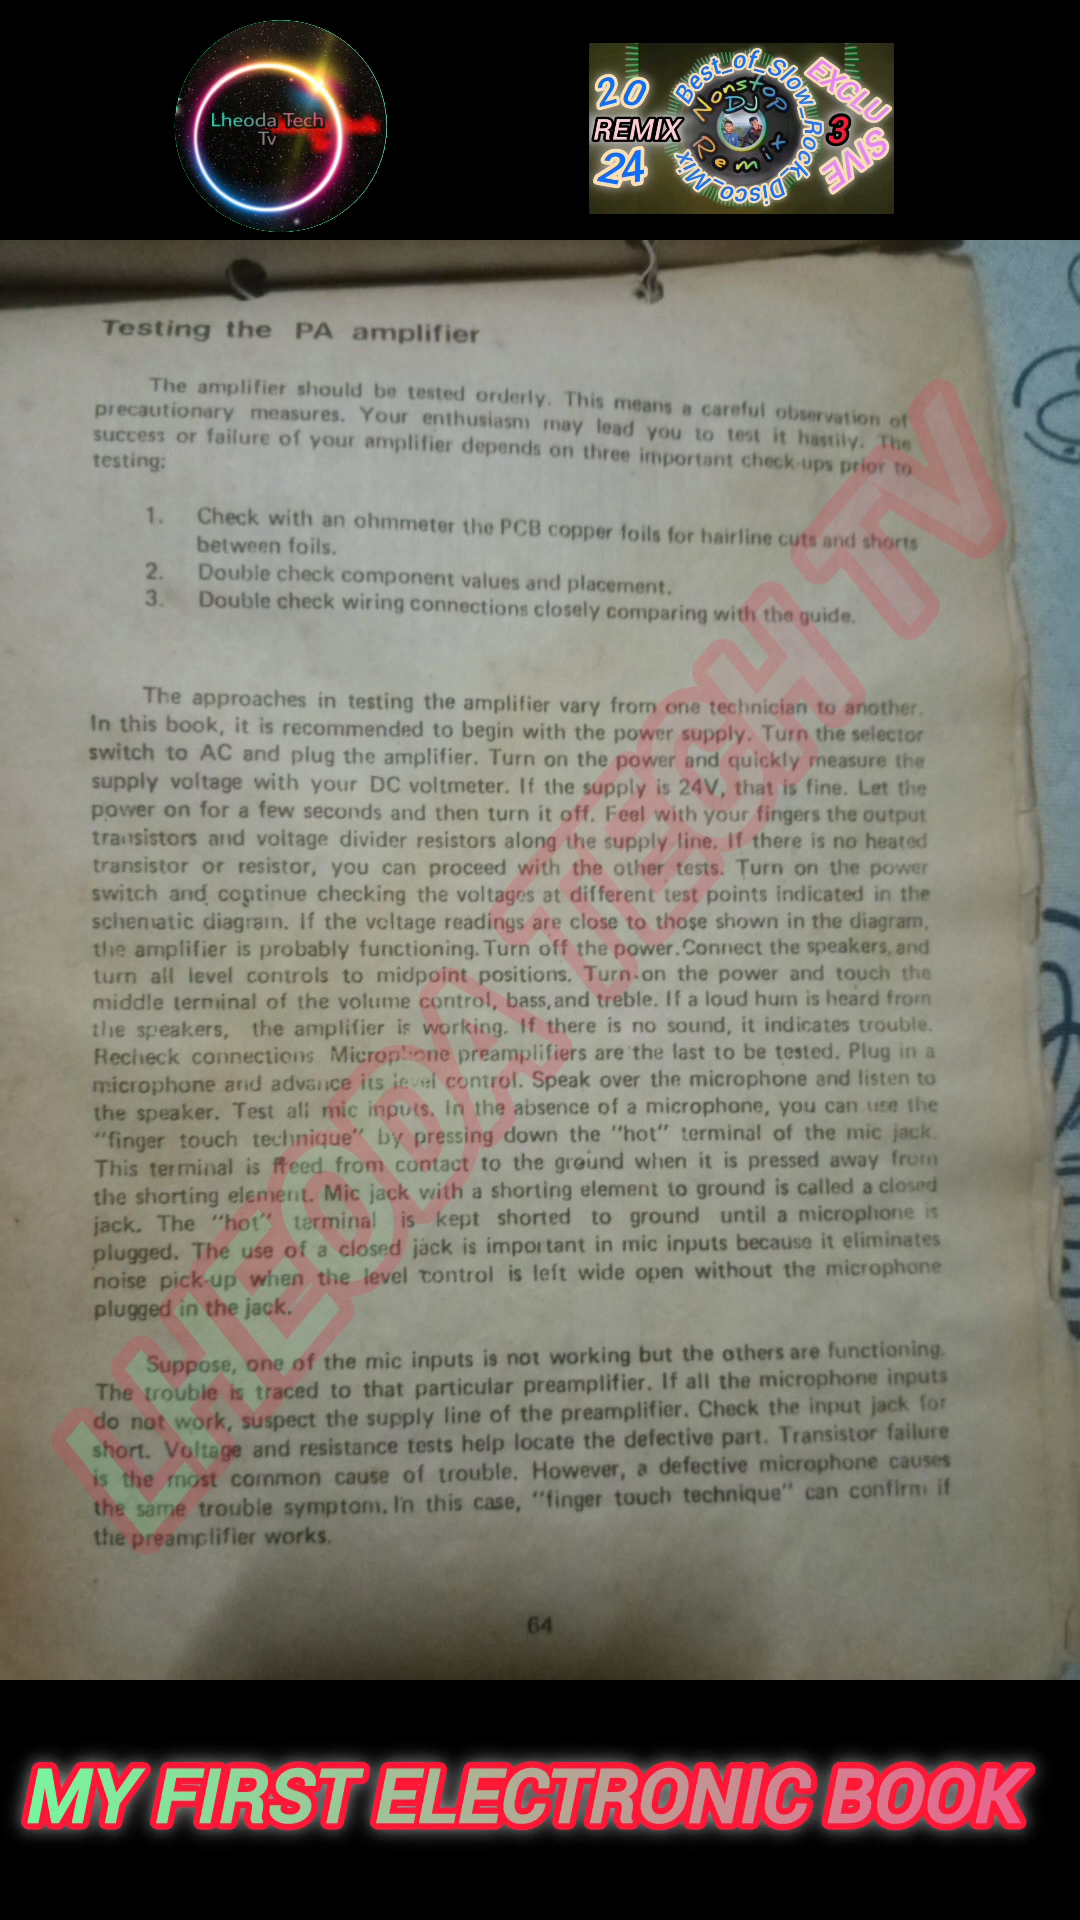 Lheoda Tech
Tv
20
REMIX
24
Best_of_Slow_Rock_Disco_Mix
Nonstop
DJ
Remix
EXCLU
SIVE
3
Testing the PA amplifier
The amplifier should be tested orderly. This means a careful observation of
precautionary measures. Your enthusiasm may lead you to test it hastily. The
success or failure of your amplifier depends on three important check-ups prior to
testing:
1. Check with an ohmmeter the PCB copper foils for hairline cuts and shorts
between foils.
2. Double check component values and placement.
3. Double check wiring connections closely comparing with the guide.
The approaches in testing the amplifier vary from one technician to another.
In this book, it is recommended to begin with the power supply. Turn the selector
switch to AC and plug the amplifier. Turn on the power and quickly measure the
supply voltage with your DC voltmeter. If the supply is 24V, that is fine. Let the
power on for a few seconds and then turn it off. Feel with your fingers the output
transistors and voltage divider resistors along the supply line. If there is no heated
transistor or resistor, you can proceed with the other tests. Turn on the power
switch and continue checking the voltages at different test points indicated in the
schematic diagram. If the voltage readings are close to those shown in the diagram,
the amplifier is probably functioning. Turn off the power. Connect the speakers, and
turn all level controls to midpoint positions. Turn on the power and touch the
middle terminal of the volume control, bass, and treble. If a loud hum is heard from
the speakers, the amplifier is working. If there is no sound, it indicates trouble.
Recheck connections Microphone preamplifiers are the last to be tested. Plug in a
microphone and advance its level control. Speak over the microphone and listen to
the speaker. Test all mic inputs. In the absence of a microphone, you can use the
"finger touch technique" by pressing down the "hot" terminal of the mic jack.
This terminal is freed from contact to the ground when it is pressed away from
the shorting element. Mic jack with a shorting element to ground is called a closed
jack. The "hot" terminal is kept shorted to ground until a microphone is
plugged. The use of a closed jack is important in mic inputs because it eliminates
noise pick-up when the level control is left wide open without the microphone
plugged in the jack.
Suppose, one of the mic inputs is not working but the others are functioning.
The trouble is traced to that particular preamplifier. If all the microphone inputs
do not work, suspect the supply line of the preamplifier. Check the input jack for
short. Voltage and resistance tests help locate the defective part. Transistor failure
is the most common cause of trouble. However, a defective microphone causes
the same trouble symptom. In this case, "finger touch technique" can confirm if
the preamplifier works.
64
LHEODA TECH TV
MY FIRST ELECTRONIC BOOK